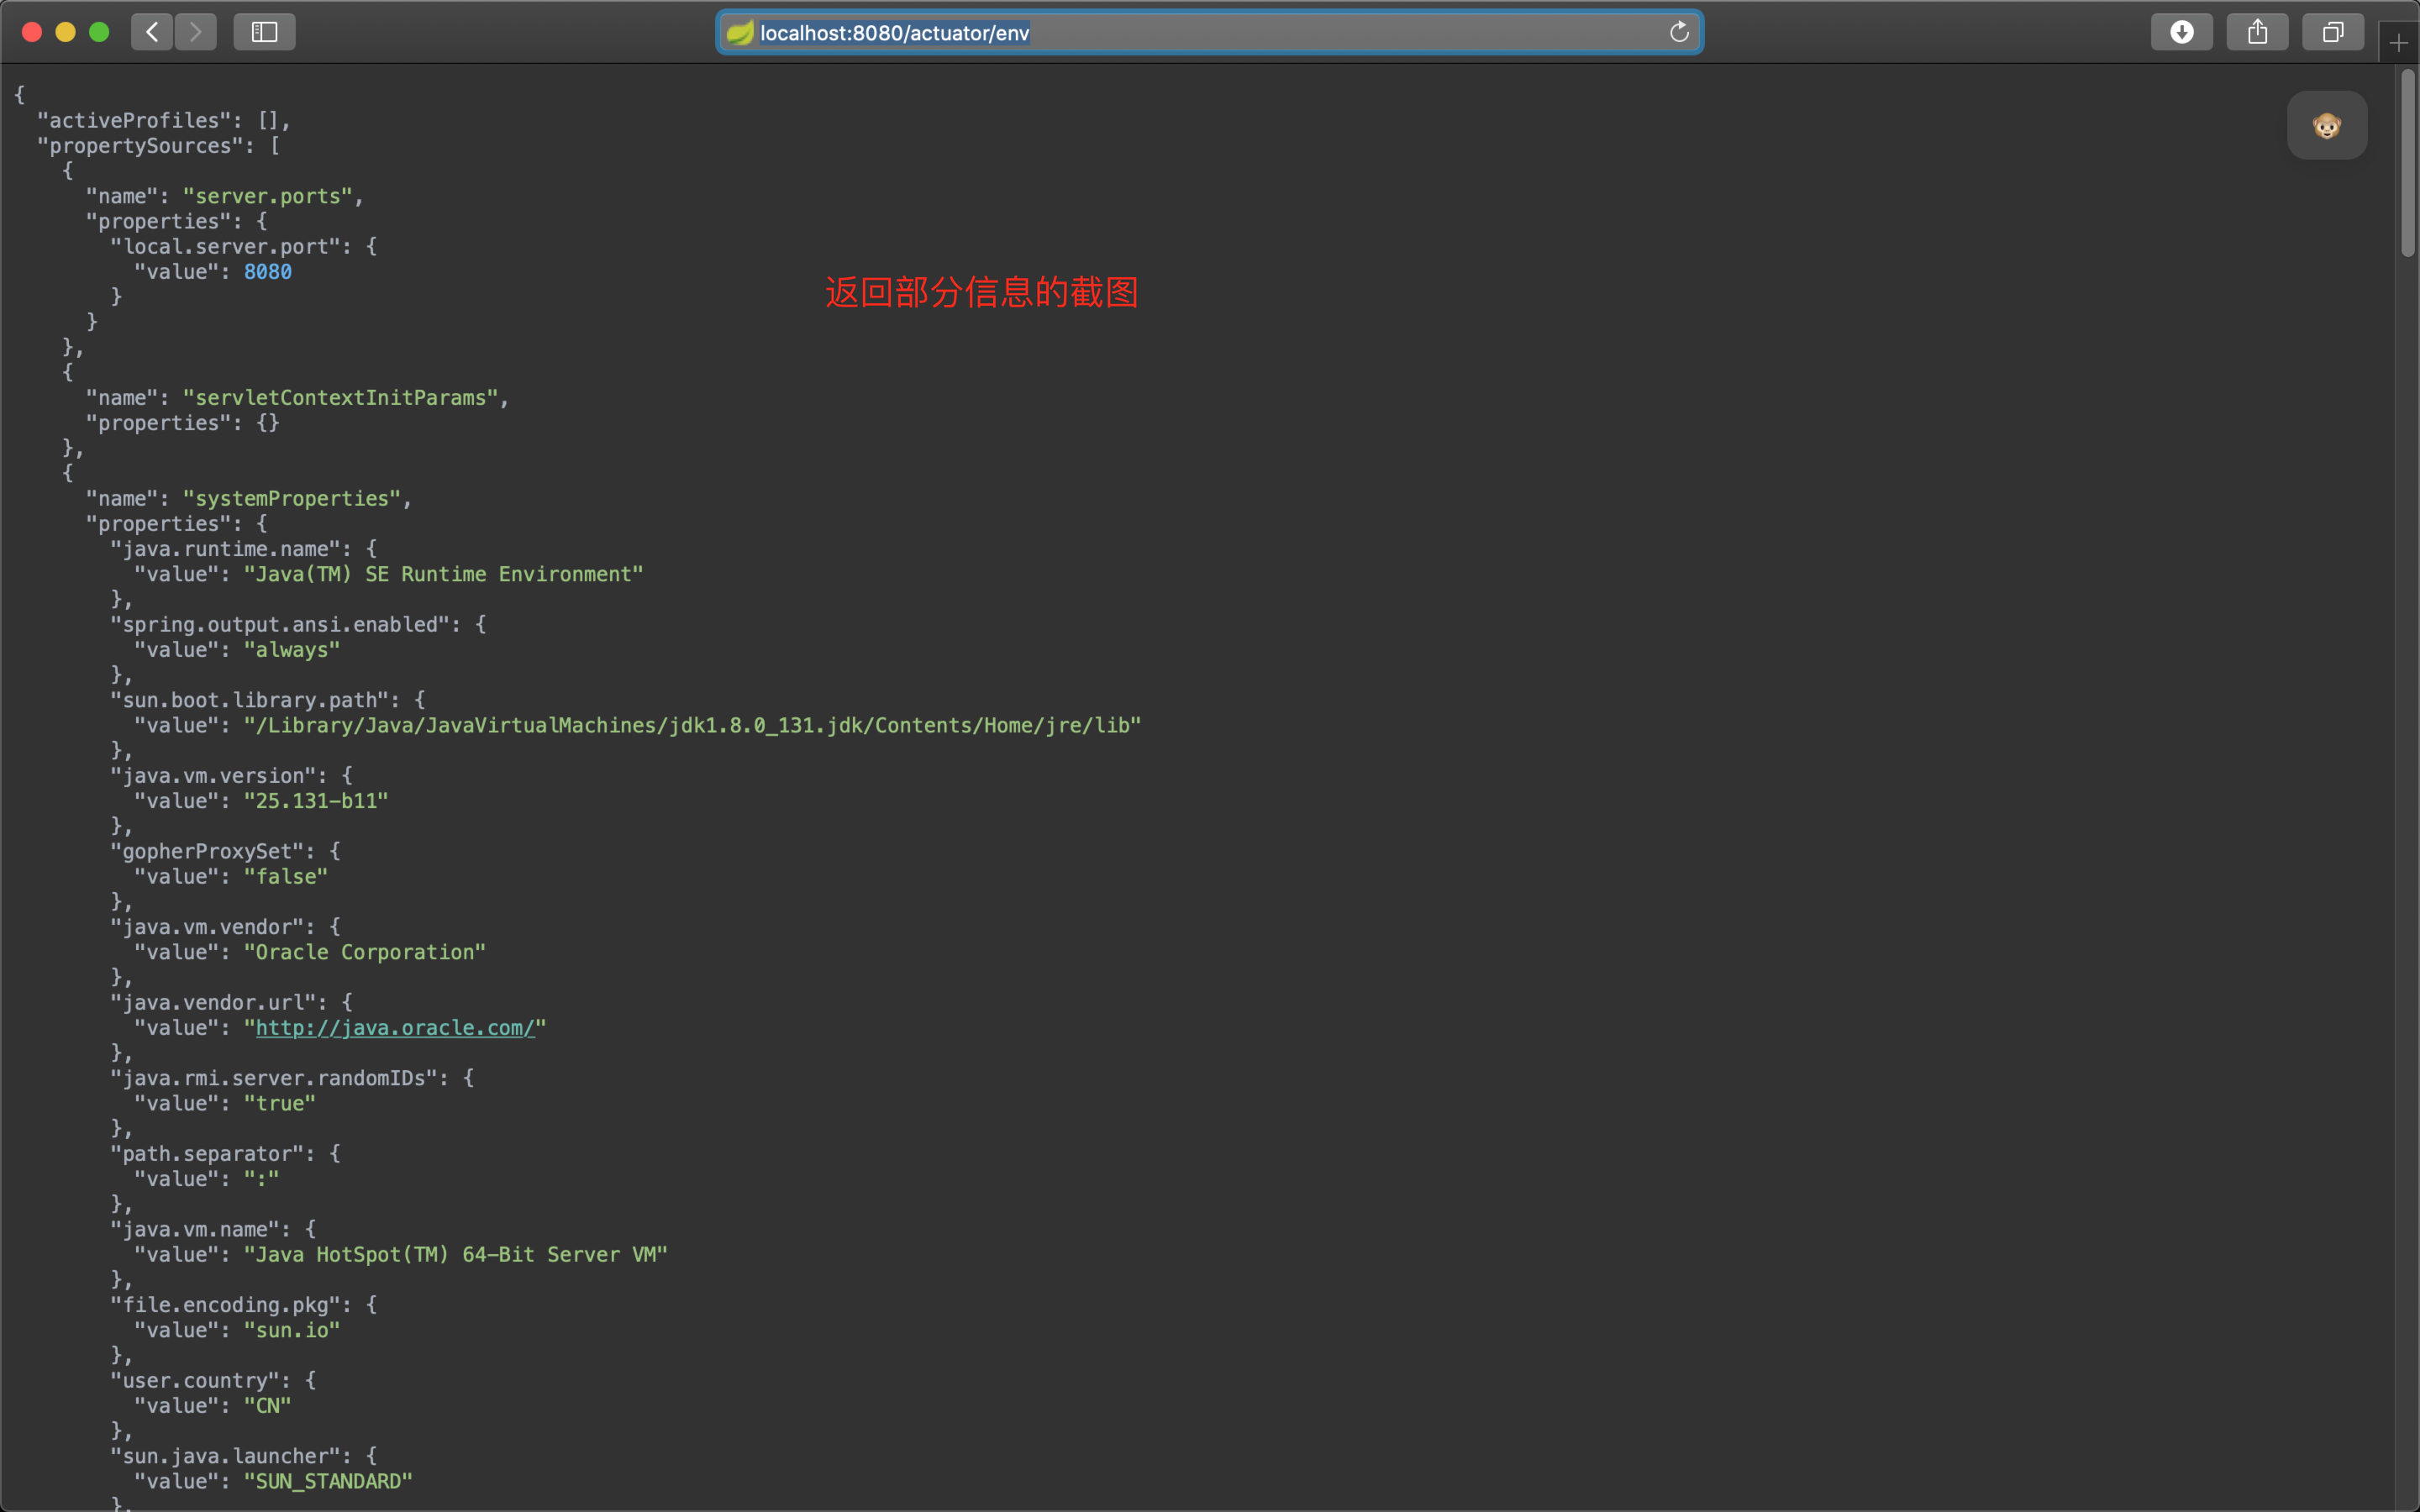 localhost:8080/actuator/env
{
  "activeProfiles": [],
  "propertySources": [
    {
      "name": "server.ports",
      "properties": {
        "local.server.port": {
          "value": 8080
返回部分信息的截图
        }
      }
    },
    {
      "name": "servletContextInitParams",
      "properties": {}
    },
    {
      "name": "systemProperties",
      "properties": {
        "java.runtime.name": {
          "value": "Java(TM) SE Runtime Environment"
        },
        "spring.output.ansi.enabled": {
          "value": "always"
        },
        "sun.boot.library.path": {
          "value": "/Library/Java/JavaVirtualMachines/jdk1.8.0_131.jdk/Contents/Home/jre/lib"
        },
        "java.vm.version": {
          "value": "25.131-b11"
        },
        "gopherProxySet": {
          "value": "false"
        },
        "java.vm.vendor": {
          "value": "Oracle Corporation"
        },
        "java.vendor.url": {
          "value": "http://java.oracle.com/"
        },
        "java.rmi.server.randomIDs": {
          "value": "true"
        },
        "path.separator": {
          "value": ":"
        },
        "java.vm.name": {
          "value": "Java HotSpot(TM) 64-Bit Server VM"
        },
        "file.encoding.pkg": {
          "value": "sun.io"
        },
        "user.country": {
          "value": "CN"
        },
        "sun.java.launcher": {
          "value": "SUN_STANDARD"
        },